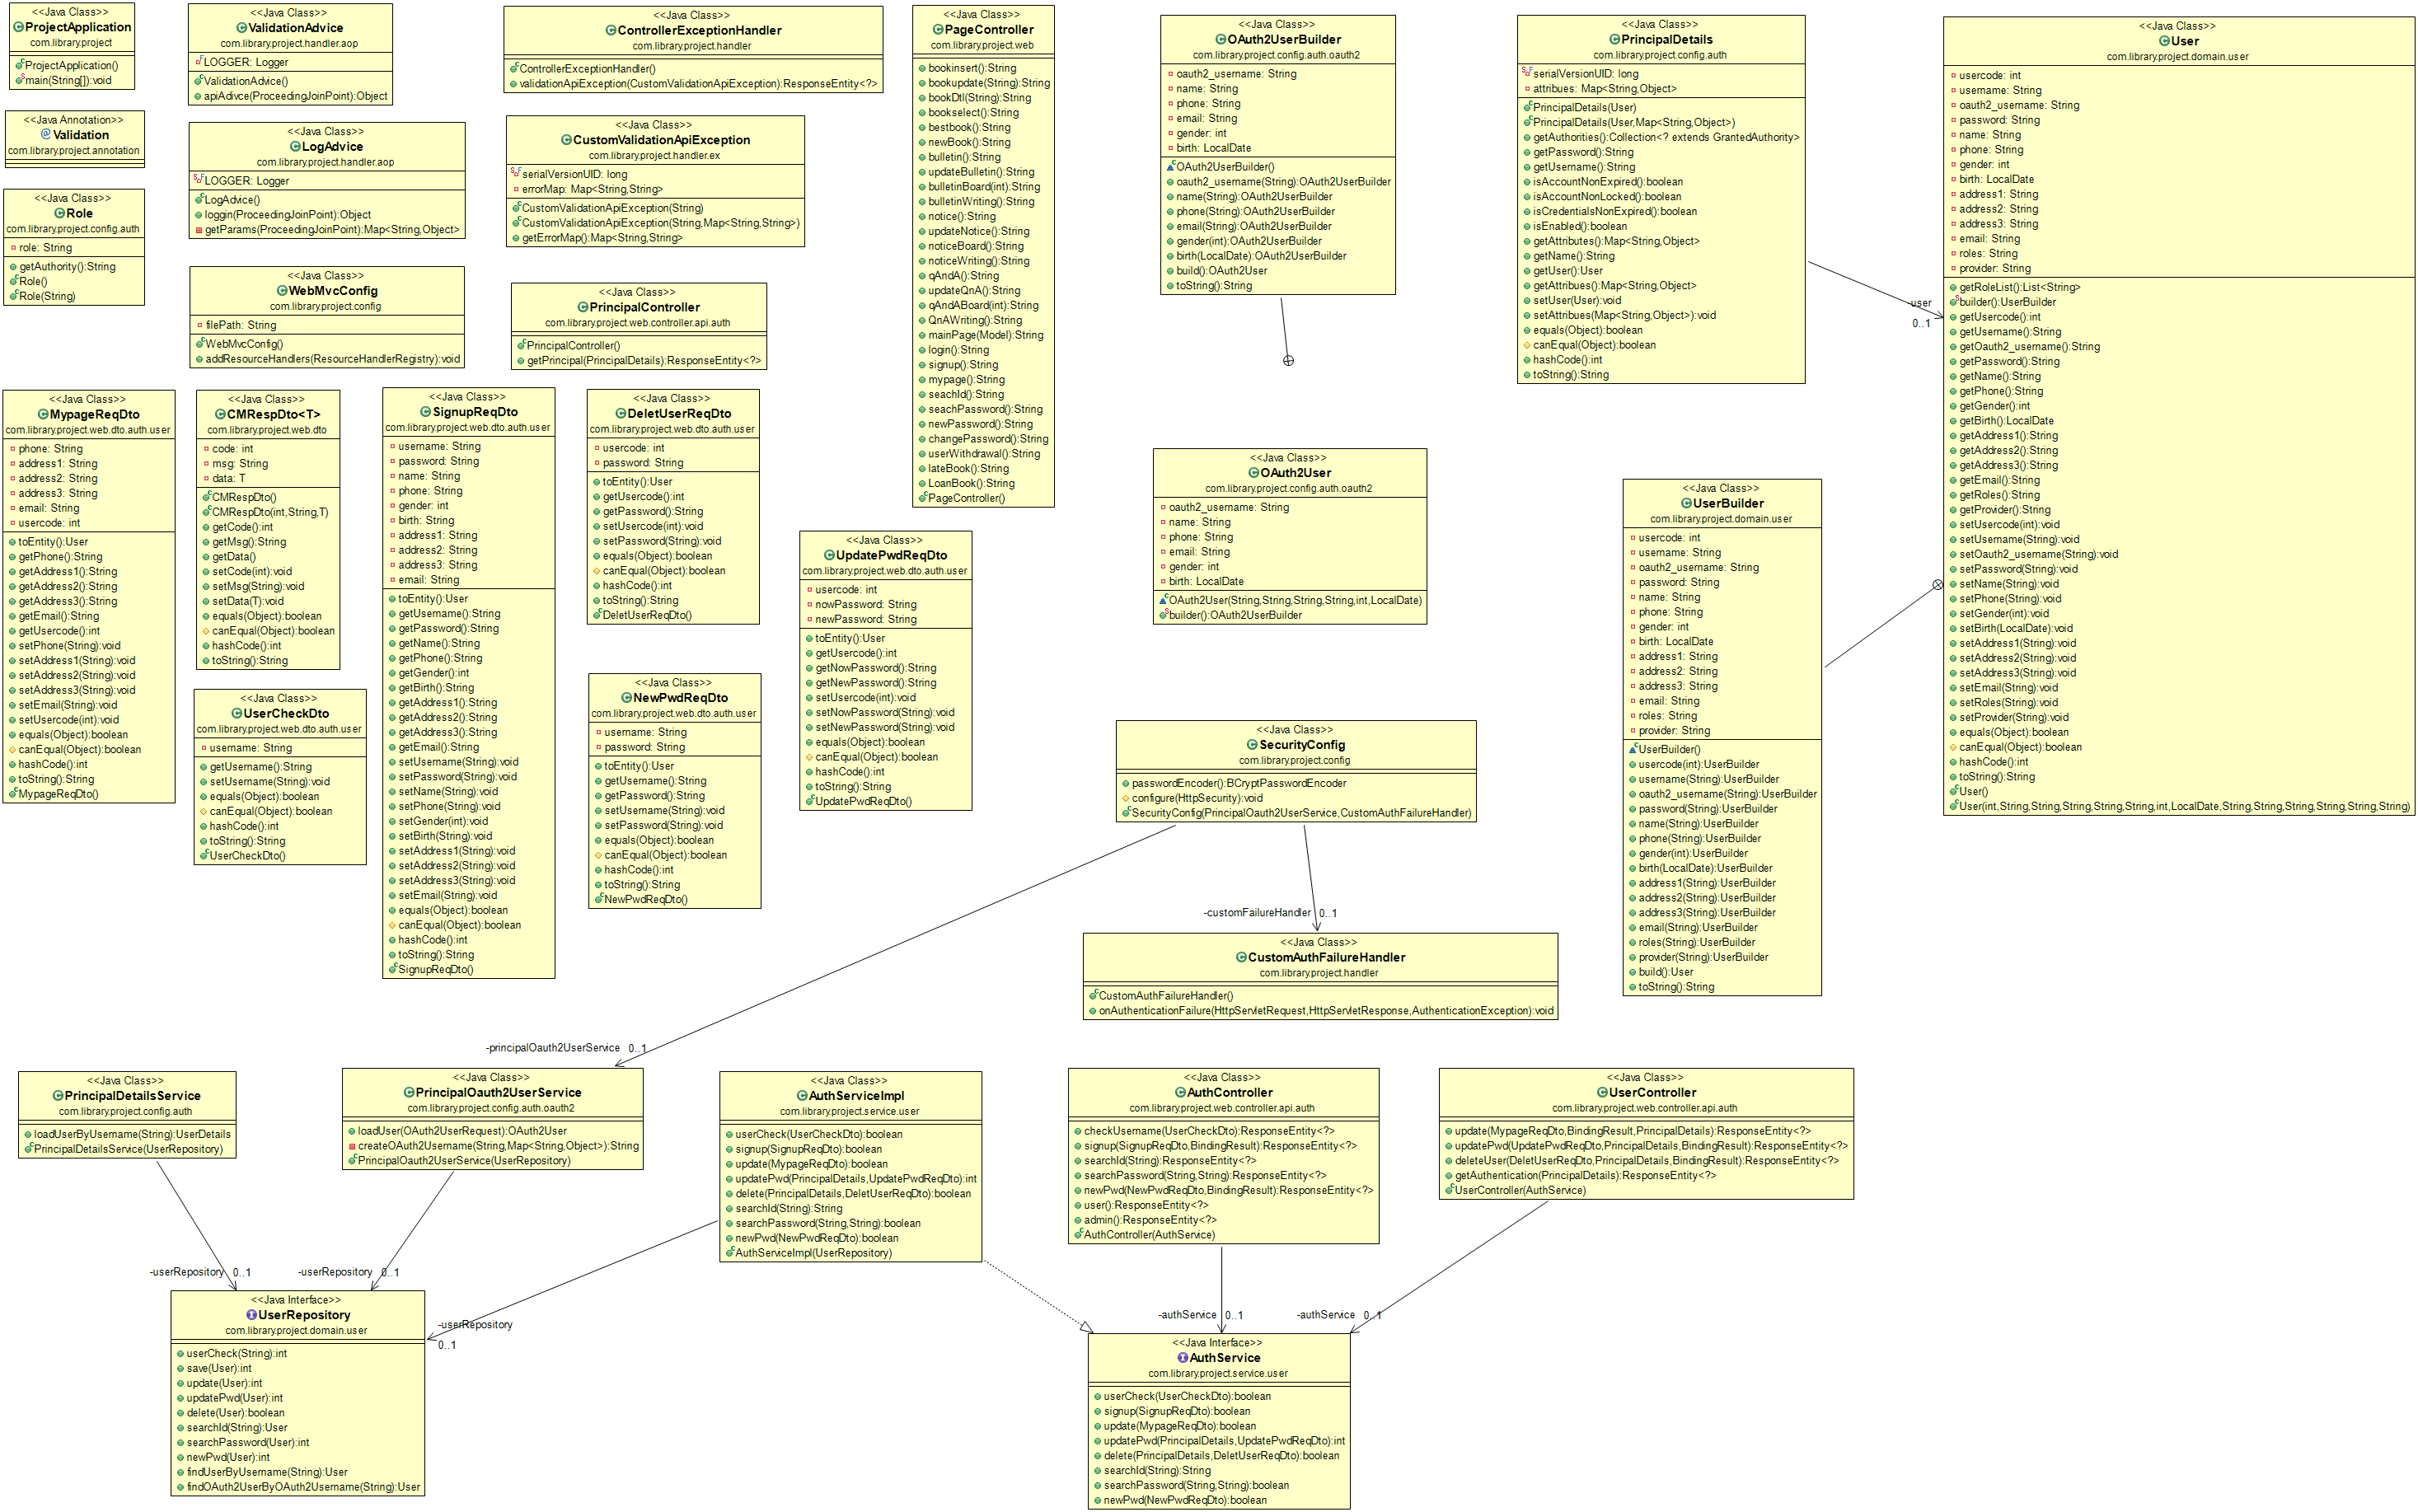 <<Java Class>>
ProjectApplication
com.library.project
ProjectApplication()
main(String[]):void
<<Java Annotation>>
Validation
com.library.project.annotation
<<Java Class>>
Role
com.library.project.config.auth
role: String
getAuthority():String
Role()
Role(String)
<<Java Class>>
ValidationAdvice
com.library.project.handler.aop
LOGGER: Logger
ValidationAdvice()
apiAdivce(ProceedingJoinPoint):Object
<<Java Class>>
LogAdvice
com.library.project.handler.aop
LOGGER: Logger
LogAdvice()
loggin(ProceedingJoinPoint):Object
getParams(ProceedingJoinPoint):Map<String,Object>
<<Java Class>>
WebMvcConfig
com.library.project.config
filePath: String
WebMvcConfig()
addResourceHandlers(ResourceHandlerRegistry):void
<<Java Class>>
ControllerExceptionHandler
com.library.project.handler
ControllerExceptionHandler()
validationApiException(CustomValidationApiException):ResponseEntity<?>
<<Java Class>>
CustomValidationApiException
com.library.project.handler.ex
serialVersionUID: long
errorMap: Map<String,String>
CustomValidationApiException(String)
CustomValidationApiException(String,Map<String,String>)
getErrorMap():Map<String,String>
<<Java Class>>
PrincipalController
com.library.project.web.controller.api.auth
PrincipalController()
getPrincipal(PrincipalDetails):ResponseEntity<?>
<<Java Class>>
PageController
com.library.project.web
bookinsert():String
bookupdate(String):String
bookDtl(String):String
bookselect():String
bestbook():String
newBook():String
bulletin():String
updateBulletin():String
bulletinBoard(int):String
bulletinWriting():String
notice():String
updateNotice():String
noticeBoard():String
noticeWriting():String
qAndA():String
updateQnA():String
qAndABoard(int):String
QnAWriting():String
mainPage(Model):String
login():String
signup():String
mypage():String
seachId():String
seachPassword():String
newPassword():String
changePassword():String
userWithdrawal():String
lateBook():String
LoanBook():String
PageController()
<<Java Class>>
OAuth2UserBuilder
com.library.project.config.auth.oauth2
oauth2_username: String
name: String
phone: String
email: String
gender: int
birth: LocalDate
OAuth2UserBuilder()
oauth2_username(String):OAuth2UserBuilder
name(String):OAuth2UserBuilder
phone(String):OAuth2UserBuilder
email(String):OAuth2UserBuilder
gender(int):OAuth2UserBuilder
birth(LocalDate):OAuth2UserBuilder
build():OAuth2User
toString():String
<<Java Class>>
PrincipalDetails
com.library.project.config.auth
serialVersionUID: long
attribues: Map<String,Object>
PrincipalDetails(User)
PrincipalDetails(User,Map<String,Object>)
getAuthorities():Collection<? extends GrantedAuthority>
getPassword():String
getUsername():String
isAccountNonExpired():boolean
isAccountNonLocked():boolean
isCredentialsNonExpired():boolean
isEnabled():boolean
getAttributes():Map<String,Object>
getName():String
getUser():User
getAttribues():Map<String,Object>
setUser(User):void
setAttribues(Map<String,Object>):void
equals(Object):boolean
canEqual(Object):boolean
hashCode():int
toString():String
-user
0..1
<<Java Class>>
User
com.library.project.domain.user
usercode: int
username: String
oauth2_username: String
password: String
name: String
phone: String
gender: int
birth: LocalDate
address1: String
address2: String
address3: String
email: String
roles: String
provider: String
getRoleList():List<String>
builder():UserBuilder
getUsercode():int
getUsername():String
getOauth2_username():String
getPassword():String
getName():String
getPhone():String
getGender():int
getBirth():LocalDate
getAddress1():String
getAddress2():String
getAddress3():String
getEmail():String
getRoles():String
getProvider():String
setUsercode(int):void
setUsername(String):void
setOauth2_username(String):void
setPassword(String):void
setName(String):void
setPhone(String):void
setGender(int):void
setBirth(LocalDate):void
setAddress1(String):void
setAddress2(String):void
setAddress3(String):void
setEmail(String):void
setRoles(String):void
setProvider(String):void
equals(Object):boolean
canEqual(Object):boolean
hashCode():int
toString():String
User()
User(int,String,String,String,String,String,int,LocalDate,String,String,String,String,String,String)
<<Java Class>>
MypageReqDto
com.library.project.web.dto.auth.user
phone: String
address1: String
address2: String
address3: String
email: String
usercode: int
toEntity():User
getPhone():String
getAddress1():String
getAddress2():String
getAddress3():String
getEmail():String
getUsercode():int
setPhone(String):void
setAddress1(String):void
setAddress2(String):void
setAddress3(String):void
setEmail(String):void
setUsercode(int):void
equals(Object):boolean
canEqual(Object):boolean
hashCode():int
toString():String
MypageReqDto()
<<Java Class>>
CMRespDto<T>
com.library.project.web.dto
code: int
msg: String
data: T
CMRespDto()
CMRespDto(int,String,T)
getCode():int
getMsg():String
getData()
setCode(int):void
setMsg(String):void
setData(T):void
equals(Object):boolean
canEqual(Object):boolean
hashCode():int
toString():String
<<Java Class>>
UserCheckDto
com.library.project.web.dto.auth.user
username: String
getUsername():String
setUsername(String):void
equals(Object):boolean
canEqual(Object):boolean
hashCode():int
toString():String
UserCheckDto()
<<Java Class>>
SignupReqDto
com.library.project.web.dto.auth.user
username: String
password: String
name: String
phone: String
gender: int
birth: String
address1: String
address2: String
address3: String
email: String
toEntity():User
getUsername():String
getPassword():String
getName():String
getPhone():String
getGender():int
getBirth():String
getAddress1():String
getAddress2():String
getAddress3():String
getEmail():String
setUsername(String):void
setPassword(String):void
setName(String):void
setPhone(String):void
setGender(int):void
setBirth(String):void
setAddress1(String):void
setAddress2(String):void
setAddress3(String):void
setEmail(String):void
equals(Object):boolean
canEqual(Object):boolean
hashCode():int
toString():String
SignupReqDto()
<<Java Class>>
DeletUserReqDto
com.library.project.web.dto.auth.user
usercode: int
password: String
toEntity():User
getUsercode():int
getPassword():String
setUsercode(int):void
setPassword(String):void
equals(Object):boolean
canEqual(Object):boolean
hashCode():int
toString():String
DeletUserReqDto()
<<Java Class>>
NewPwdReqDto
com.library.project.web.dto.auth.user
username: String
password: String
toEntity():User
getUsername():String
getPassword():String
setUsername(String):void
setPassword(String):void
equals(Object):boolean
canEqual(Object):boolean
hashCode():int
toString():String
NewPwdReqDto()
<<Java Class>>
UpdatePwdReqDto
com.library.project.web.dto.auth.user
usercode: int
nowPassword: String
newPassword: String
toEntity():User
getUsercode():int
getNowPassword():String
getNewPassword():String
setUsercode(int):void
setNowPassword(String):void
setNewPassword(String):void
equals(Object):boolean
canEqual(Object):boolean
hashCode():int
toString():String
UpdatePwdReqDto()
<<Java Class>>
OAuth2User
com.library.project.config.auth.oauth2
oauth2_username: String
name: String
phone: String
email: String
gender: int
birth: LocalDate
OAuth2User(String,String,String,String,int,LocalDate)
builder():OAuth2UserBuilder
<<Java Class>>
UserBuilder
com.library.project.domain.user
usercode: int
username: String
oauth2_username: String
password: String
name: String
phone: String
gender: int
birth: LocalDate
address1: String
address2: String
address3: String
email: String
roles: String
provider: String
UserBuilder()
usercode(int):UserBuilder
username(String):UserBuilder
oauth2_username(String):UserBuilder
password(String):UserBuilder
name(String):UserBuilder
phone(String):UserBuilder
gender(int):UserBuilder
birth(LocalDate):UserBuilder
address1(String):UserBuilder
address2(String):UserBuilder
address3(String):UserBuilder
email(String):UserBuilder
roles(String):UserBuilder
provider(String):UserBuilder
build():User
toString():String
<<Java Class>>
SecurityConfig
com.library.project.config
passwordEncoder():BCryptPasswordEncoder
configure(HttpSecurity):void
SecurityConfig(PrincipalOauth2UserService,CustomAuthFailureHandler)
-customFailureHandler 0..1
<<Java Class>>
CustomAuthFailureHandler
com.library.project.handler
CustomAuthFailureHandler()
onAuthenticationFailure(HttpServletRequest,HttpServletResponse,AuthenticationException):void
-principalOauth2UserService 0..1
<<Java Class>>
PrincipalDetailsService
com.library.project.config.auth
loadUserByUsername(String):UserDetails
PrincipalDetailsService(UserRepository)
<<Java Class>>
PrincipalOauth2UserService
com.library.project.config.auth.oauth2
loadUser(OAuth2UserRequest):OAuth2User
createOAuth2Username(String,Map<String,Object>):String
PrincipalOauth2UserService(UserRepository)
<<Java Class>>
AuthServiceImpl
com.library.project.service.user
userCheck(UserCheckDto):boolean
signup(SignupReqDto):boolean
update(MypageReqDto):boolean
updatePwd(PrincipalDetails,UpdatePwdReqDto):int
delete(PrincipalDetails,DeletUserReqDto):boolean
searchId(String):String
searchPassword(String,String):boolean
newPwd(NewPwdReqDto):boolean
AuthServiceImpl(UserRepository)
<<Java Class>>
AuthController
com.library.project.web.controller.api.auth
checkUsername(UserCheckDto):ResponseEntity<?>
signup(SignupReqDto,BindingResult):ResponseEntity<?>
searchId(String):ResponseEntity<?>
searchPassword(String,String):ResponseEntity<?>
newPwd(NewPwdReqDto,BindingResult):ResponseEntity<?>
user():ResponseEntity<?>
admin():ResponseEntity<?>
AuthController(AuthService)
<<Java Class>>
UserController
com.library.project.web.controller.api.auth
update(MypageReqDto,BindingResult,PrincipalDetails):ResponseEntity<?>
updatePwd(UpdatePwdReqDto,PrincipalDetails,BindingResult):ResponseEntity<?>
deleteUser(DeletUserReqDto,PrincipalDetails,BindingResult):ResponseEntity<?>
getAuthentication(PrincipalDetails):ResponseEntity<?>
UserController(AuthService)
-userRepository 0..1
-userRepository 0..1
-userRepository
0..1
-authService 0..1
-authService 0..1
<<Java Interface>>
UserRepository
com.library.project.domain.user
userCheck(String):int
save(User):int
update(User):int
updatePwd(User):int
delete(User):boolean
searchId(String):User
searchPassword(User):int
newPwd(User):int
findUserByUsername(String):User
findOAuth2UserByOAuth2Username(String):User
<<Java Interface>>
AuthService
com.library.project.service.user
userCheck(UserCheckDto):boolean
signup(SignupReqDto):boolean
update(MypageReqDto):boolean
updatePwd(PrincipalDetails,UpdatePwdReqDto):int
delete(PrincipalDetails,DeletUserReqDto):boolean
searchId(String):String
searchPassword(String,String):boolean
newPwd(NewPwdReqDto):boolean